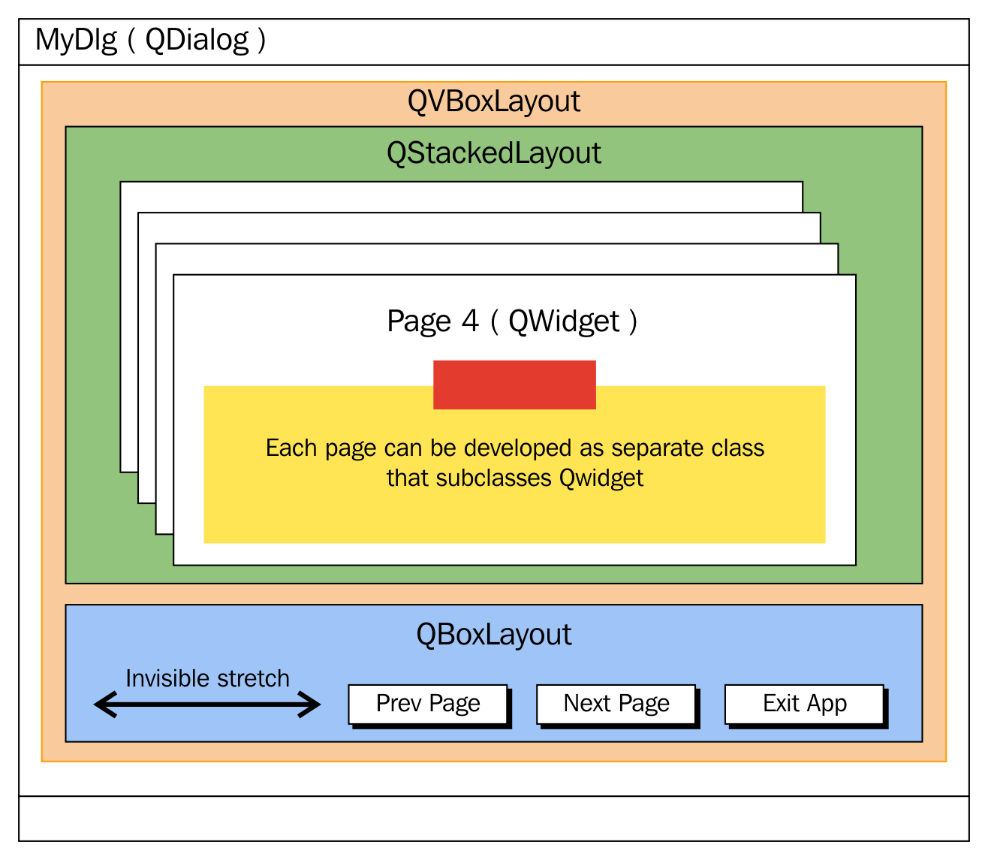 MyDlg ( QDialog )
QVBoxLayout
QStackedLayout
Page 4 ( QWidget )
Each page can be developed as separate class
that subclasses Qwidget
QBoxLayout
Invisible stretch
Prev Page
Next Page
Exit App